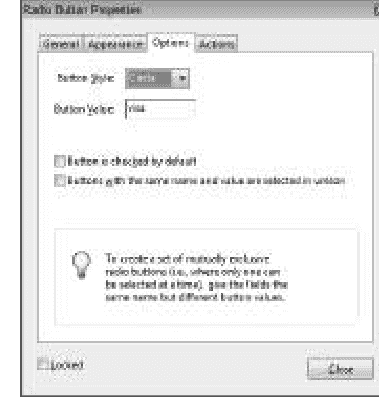 Radio Button Properties
General Appearance Options Actions
Button Style: Circle
Button Value: visa
Button is checked by default
Buttons with the same name and value are selected in unison
To create a set of mutually exclusive
radio buttons (i.e., where only one can
be selected at a time), give the fields the
same name but different button values.
Locked
Close